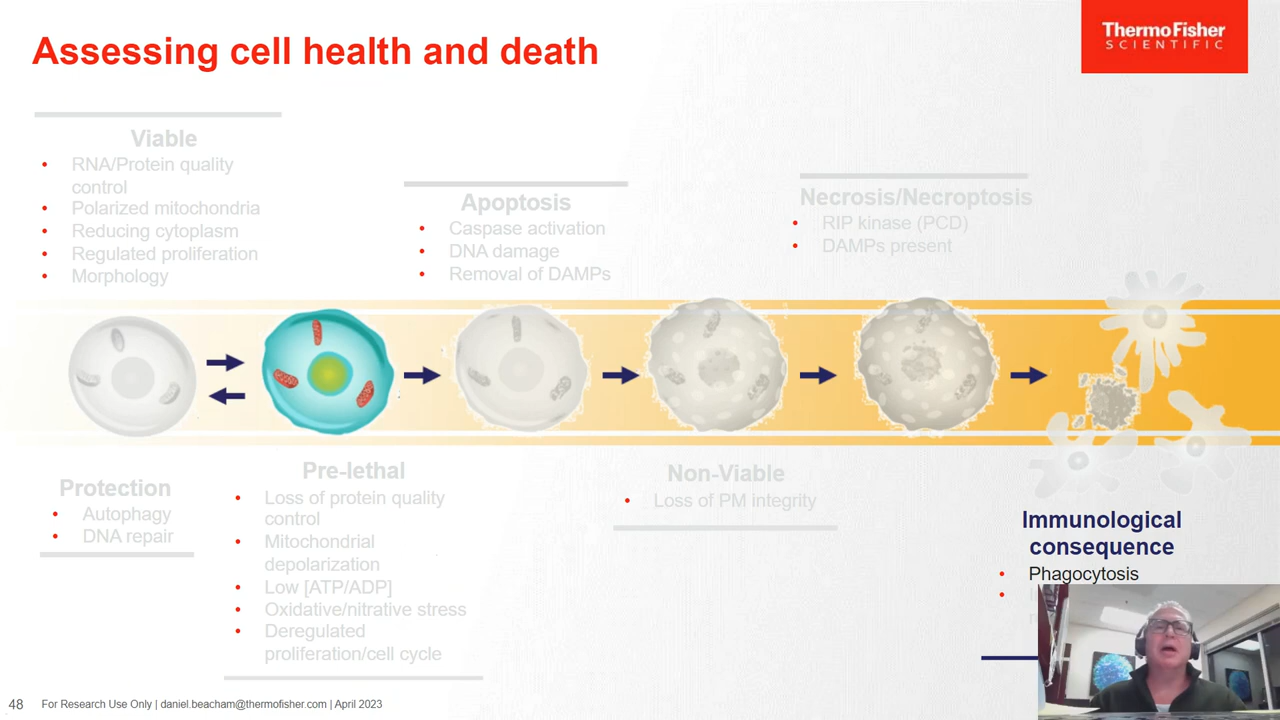 Assessing cell health and death
ThermoFisher
SCIENTIFIC
Viable
• RNA/Protein quality
control
• Polarized mitochondria
• Reducing cytoplasm
• Regulated proliferation
• Morphology
Apoptosis
• Caspase activation
• DNA damage
• Removal of DAMPs
Necrosis/Necroptosis
• RIP kinase (PCD)
• DAMPs present
Protection
• Autophagy
• DNA repair
Pre-lethal
• Loss of protein quality
control
• Mitochondrial
depolarization
• Low [ATP/ADP]
• Oxidative/nitrative stress
• Deregulated
proliferation/cell cycle
Non-Viable
• Loss of PM integrity
Immunological
consequence
• Phagocytosis
•
48 For Research Use Only | daniel.beacham@thermofisher.com | April 2023